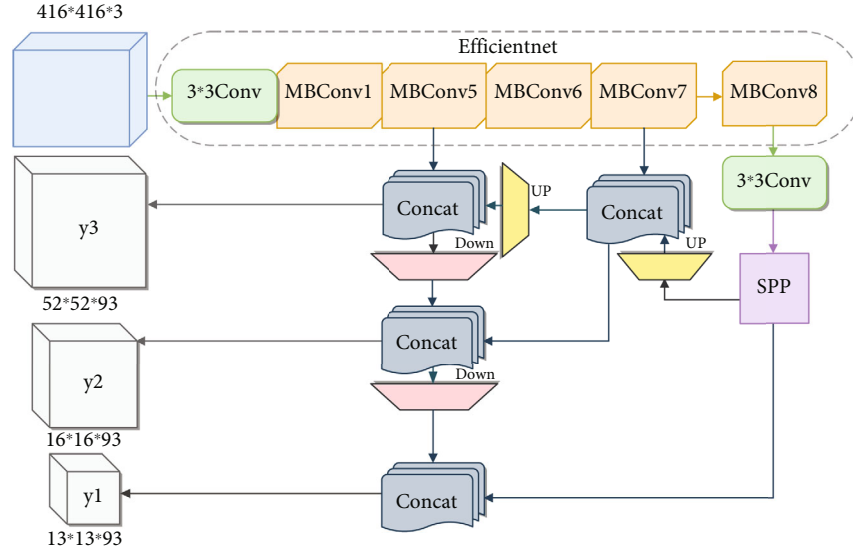 416*416*3
Efficientnet
3*3Conv
MBConv1
MBConv5
MBConv6
MBConv7
MBConv8
3*3Conv
UP
Concat
Concat
y3
Down
UP
SPP
52*52*93
Concat
y2
Down
16*16*93
Concat
y1
13*13*93